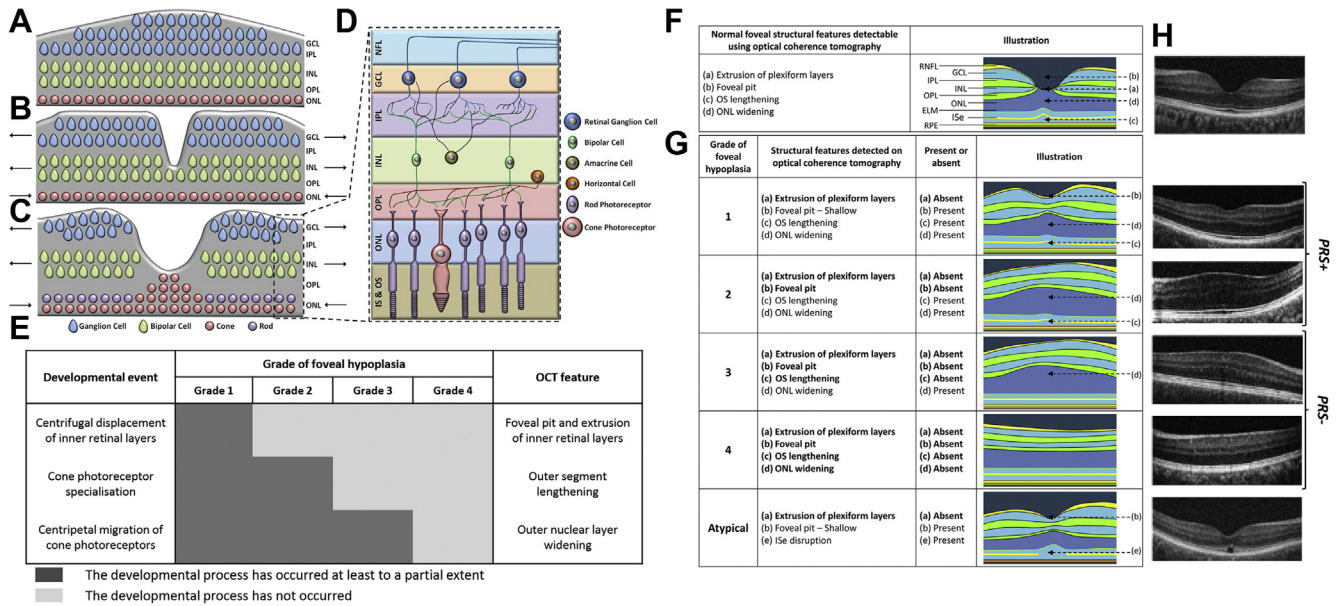 A
GCL
IPL
INL
OPL
ONL
B
GCL
IPL
INL
OPL
ONL
C
GCL
IPL
INL
OPL
ONL
Ganglion Cell
Bipolar Cell
Cone
Rod
D
NFL
GCL
IPL
INL
OPL
ONL
IS & OS
Retinal Ganglion Cell
Bipolar Cell
Amacrine Cell
Horizontal Cell
Rod Photoreceptor
Cone Photoreceptor
E
Developmental event
Grade of foveal hypoplasia
OCT feature
Grade 1
Grade 2
Grade 3
Grade 4
Centrifugal displacement
of inner retinal layers
Foveal pit and extrusion
of inner retinal layers
Cone photoreceptor
specialisation
Outer segment
lengthening
Centripetal migration of
cone photoreceptors
Outer nuclear layer
widening
The developmental process has occurred at least to a partial extent
The developmental process has not occurred
F
Normal foveal structural features detectable
using optical coherence tomography
Illustration
(a) Extrusion of plexiform layers
(b) Foveal pit
(c) OS lengthening
(d) ONL widening
RNFL
GCL
IPL
INL
OPL
ONL
ELM
ISe
RPE
(b)
(a)
(d)
(c)
G
Grade of
foveal
hypoplasia
Structural features detected on
optical coherence tomography
Present or
absent
Illustration
1
(a) Extrusion of plexiform layers
(b) Foveal pit – Shallow
(c) OS lengthening
(d) ONL widening
(a) Absent
(b) Present
(c) Present
(d) Present
(b)
(d)
(c)
2
(a) Extrusion of plexiform layers
(b) Foveal pit
(c) OS lengthening
(d) ONL widening
(a) Absent
(b) Absent
(c) Present
(d) Present
(d)
(c)
3
(a) Extrusion of plexiform layers
(b) Foveal pit
(c) OS lengthening
(d) ONL widening
(a) Absent
(b) Absent
(c) Absent
(d) Present
(d)
4
(a) Extrusion of plexiform layers
(b) Foveal pit
(c) OS lengthening
(d) ONL widening
(a) Absent
(b) Absent
(c) Absent
(d) Absent
Atypical
(a) Extrusion of plexiform layers
(b) Foveal pit – Shallow
(e) ISe disruption
(a) Absent
(b) Present
(e) Present
(b)
(e)
H
PRS+
PRS-